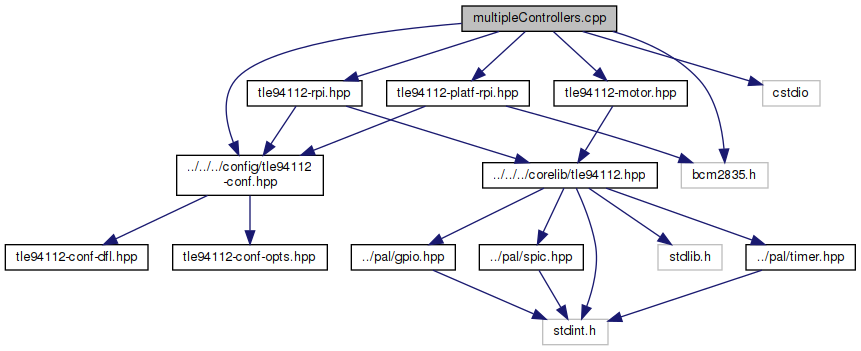 multipleControllers.cpp
tle94112-rpi.hpp
tle94112-platf-rpi.hpp
tle94112-motor.hpp
cstdio
../../../config/tle94112
-conf.hpp
../../../corelib/tle94112.hpp
bcm2835.h
tle94112-conf-dfl.hpp
tle94112-conf-opts.hpp
../pal/gpio.hpp
../pal/spic.hpp
stdlib.h
../pal/timer.hpp
stdint.h